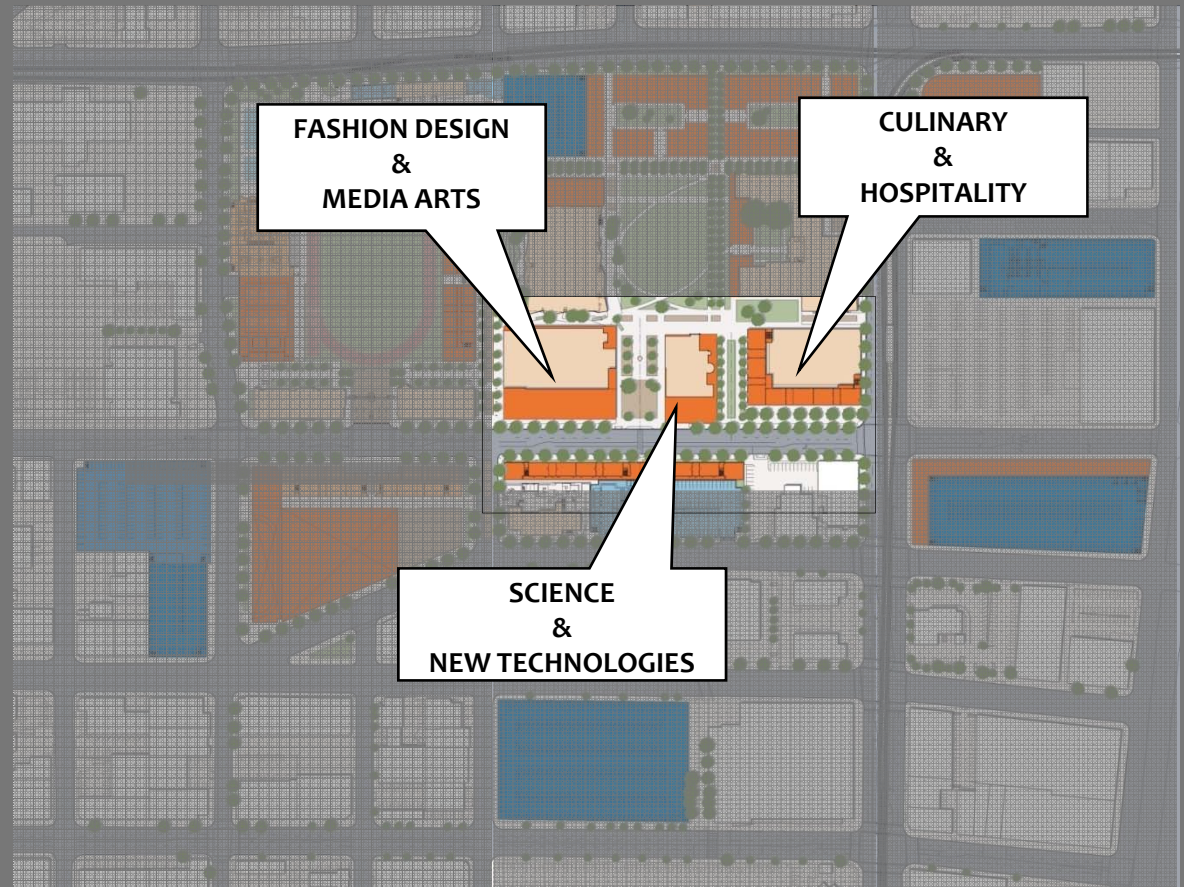 FASHION DESIGN
&
MEDIA ARTS
CULINARY
&
HOSPITALITY
SCIENCE
&
NEW TECHNOLOGIES